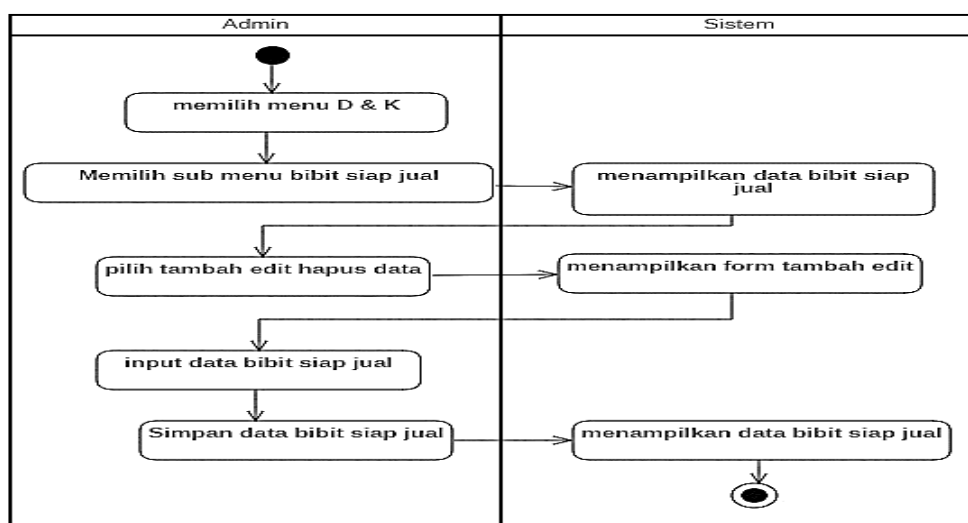 Admin
Sistem
memilih menu D & K
Memilih sub menu bibit siap jual
menampilkan data bibit siap
jual
pilih tambah edit hapus data
menampilkan form tambah edit
input data bibit siap jual
Simpan data bibit siap jual
menampilkan data bibit siap jual